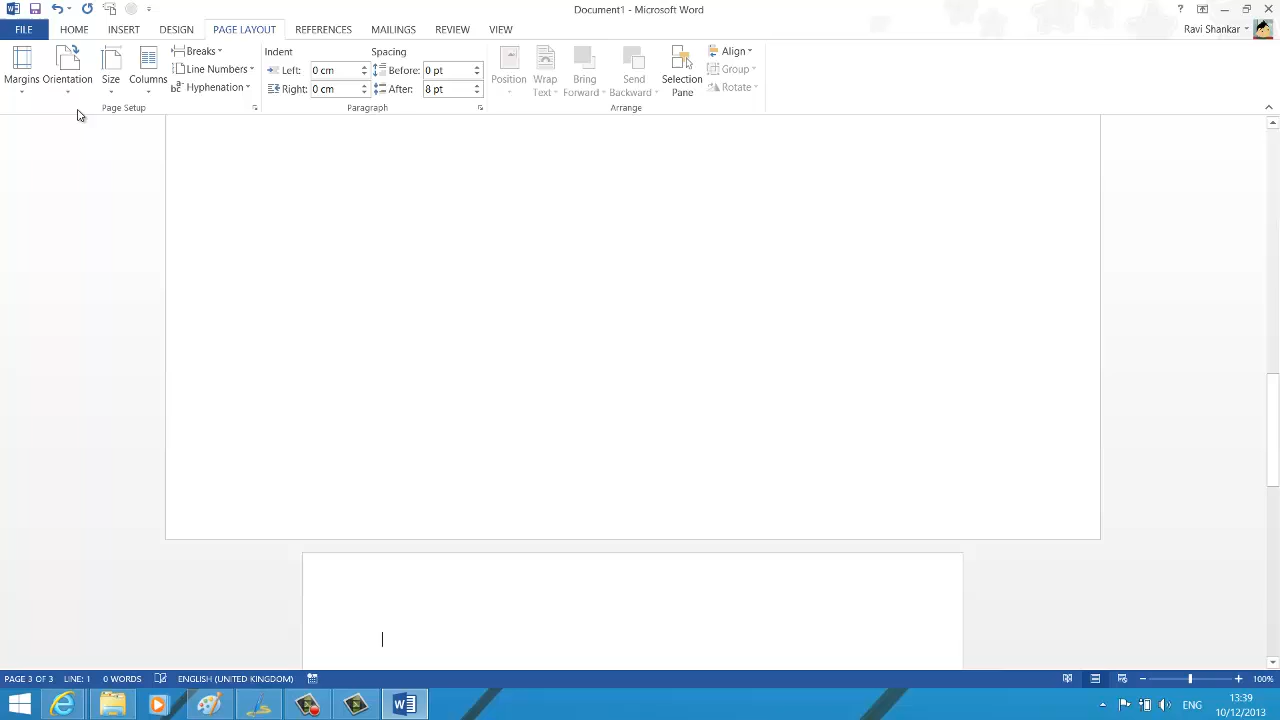 Document1 - Microsoft Word
?
FILE
HOME
INSERT
DESIGN
PAGE LAYOUT
REFERENCES
MAILINGS
REVIEW
VIEW
Ravi Shankar
Margins
Orientation
Size
Columns
Breaks
Line Numbers
Hyphenation
Page Setup
Indent
Left: 0 cm
Right: 0 cm
Spacing
Before: 0 pt
After: 8 pt
Paragraph
Position
Wrap
Text
Bring
Forward
Send
Backward
Selection
Pane
Align
Group
Rotate
Arrange
PAGE 3 OF 3
LINE: 1
0 WORDS
ENGLISH (UNITED KINGDOM)
100%
ENG
13:39
10/12/2013